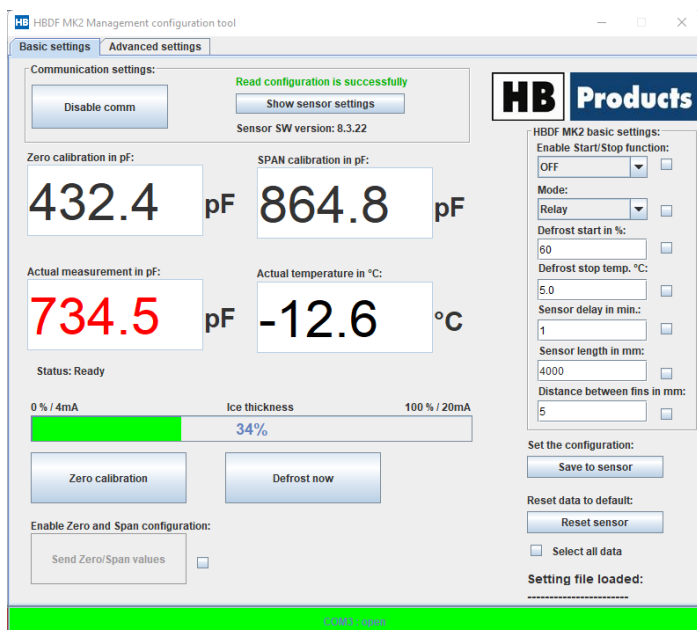 HB HBDF MK2 Management configuration tool
Basic settings Advanced settings
Communication settings:
Read configuration is successfully
Disable comm
Show sensor settings
Sensor SW version: 8.3.22
HB Products
Zero calibration in pF:
SPAN calibration in pF:
432.4 pF
864.8 pF
Actual measurement in pF:
Actual temperature in °C:
734.5 pF
-12.6 °C
Status: Ready
0 % / 4mA Ice thickness 100 % / 20mA
34%
Zero calibration
Defrost now
Enable Zero and Span configuration:
Send Zero/Span values
HBDF MK2 basic settings:
Enable Start/Stop function:
OFF
Mode:
Relay
Defrost start in %:
60
Defrost stop temp. °C:
5.0
Sensor delay in min.:
1
Sensor length in mm:
4000
Distance between fins in mm:
5
Set the configuration:
Save to sensor
Reset data to default:
Reset sensor
Select all data
Setting file loaded:
-----------------------
COM3 : open